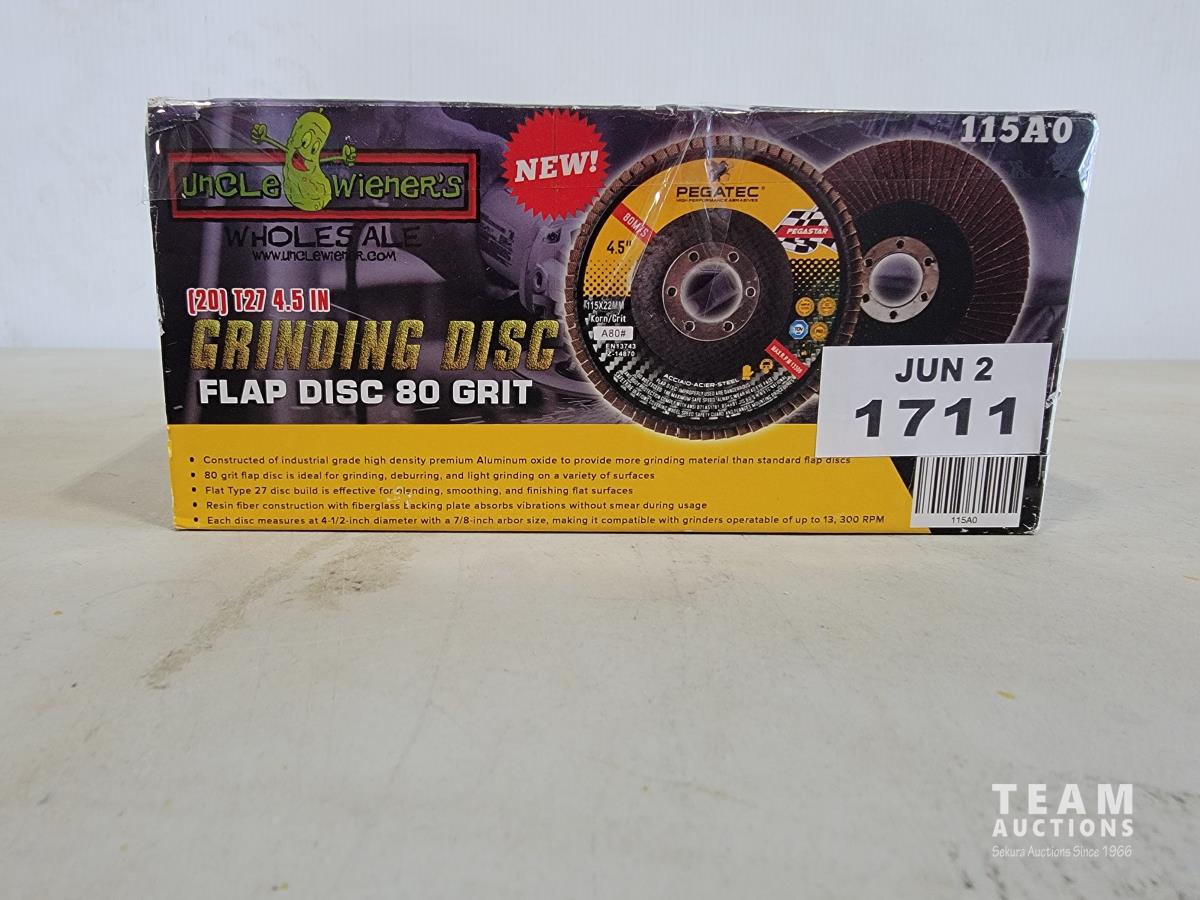 115A0
UNCLE WIENER'S
WHOLESALE
WWW.UNCLEWIENER.COM
NEW!
(20) T27 4.5 IN
GRINDING DISC
FLAP DISC 80 GRIT
PEGATEC®
HIGH PERFORMANCE ABRASIVES
80M/S
PEGASTAR
4.5"
115X22MM
Korn/Grit
A80#
EN13743
MAX R.P.M 13300
ACCIAIO-ACIER-STEEL
JUN 2
1711
• Constructed of industrial grade high density premium Aluminum oxide to provide more grinding material than standard flap discs
• 80 grit flap disc is ideal for grinding, deburring, and light grinding on a variety of surfaces
• Flat Type 27 disc build is effective for blending, smoothing, and finishing flat surfaces
• Resin fiber construction with fiberglass backing plate absorbs vibrations without smear during usage
• Each disc measures at 4-1/2-inch diameter with a 7/8-inch arbor size, making it compatible with grinders operatable of up to 13, 300 RPM
115A0
TEAM
AUCTIONS
Sekura Auctions Since 1966